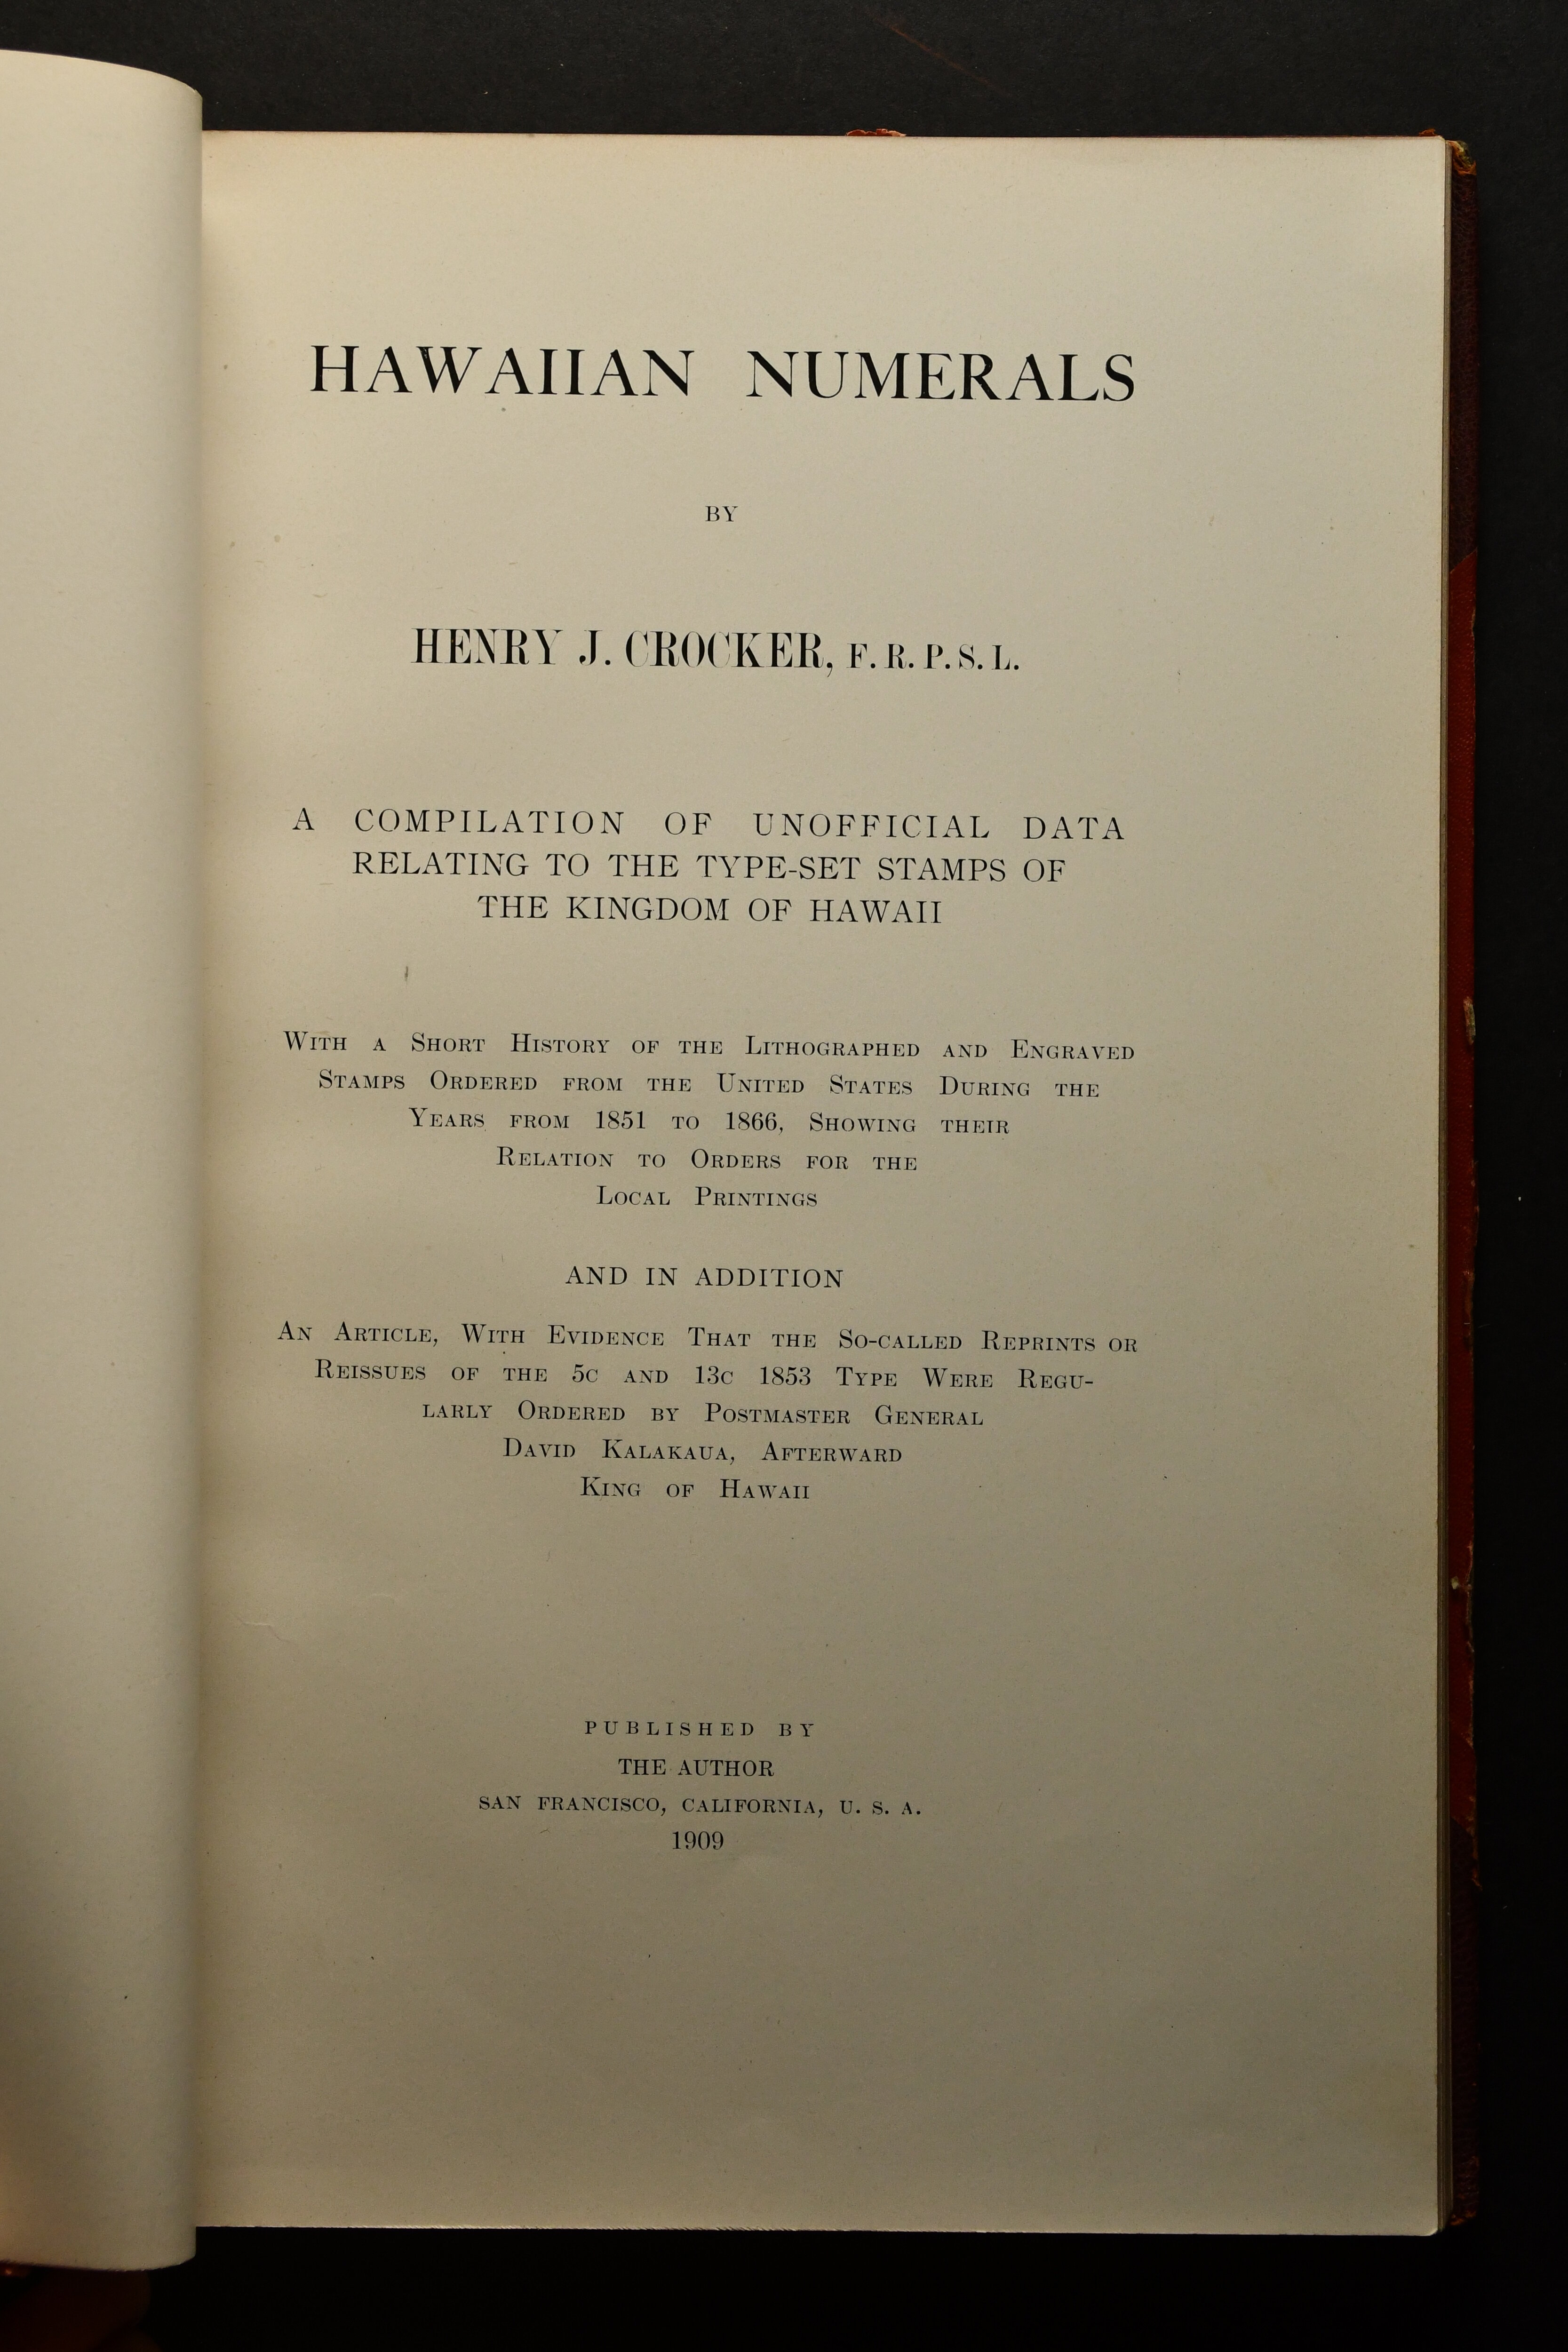 HAWAIIAN NUMERALS
BY
HENRY J. CROCKER, F. R. P. S. L.
A COMPILATION OF UNOFFICIAL DATA
RELATING TO THE TYPE-SET STAMPS OF
THE KINGDOM OF HAWAII
With a Short History of the Lithographed and Engraved
Stamps Ordered from the United States During the
Years from 1851 to 1866, Showing their
Relation to Orders for the
Local Printings
AND IN ADDITION
An Article, With Evidence That the So-called Reprints or
Reissues of the 5c and 13c 1853 Type Were Regu-
larly Ordered by Postmaster General
David Kalakaua, Afterward
King of Hawaii
PUBLISHED BY
THE AUTHOR
SAN FRANCISCO, CALIFORNIA, U. S. A.
1909